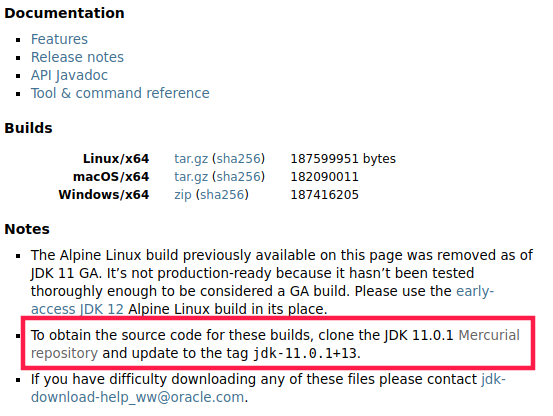 Documentation
Features
Release notes
API Javadoc
Tool & command reference
Builds
Linux/x64 tar.gz (sha256) 187599951 bytes
macOS/x64 tar.gz (sha256) 182090011
Windows/x64 zip (sha256) 187416205
Notes
The Alpine Linux build previously available on this page was removed as of
JDK 11 GA. It’s not production-ready because it hasn’t been tested
thoroughly enough to be considered a GA build. Please use the early-
access JDK 12 Alpine Linux build in its place.
To obtain the source code for these builds, clone the JDK 11.0.1 Mercurial
repository and update to the tag jdk-11.0.1+13.
If you have difficulty downloading any of these files please contact jdk-
download-help_ww@oracle.com.